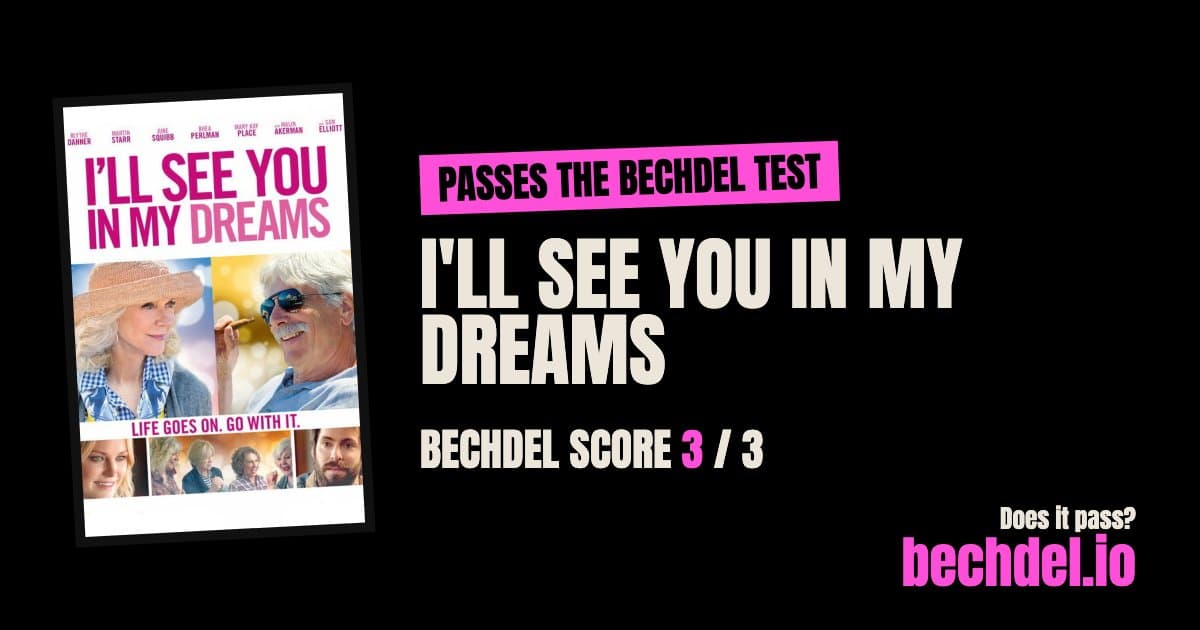 BLYTHE DANNER MARTIN STARR JUNE SQUIBB RHEA PERLMAN MARY KAY PLACE WITH MALIN AKERMAN AND SAM ELLIOTT
I'LL SEE YOU
IN MY DREAMS
LIFE GOES ON. GO WITH IT.
PASSES THE BECHDEL TEST
I'LL SEE YOU IN MY
DREAMS
BECHDEL SCORE 3 / 3
Does it pass?
bechdel.io